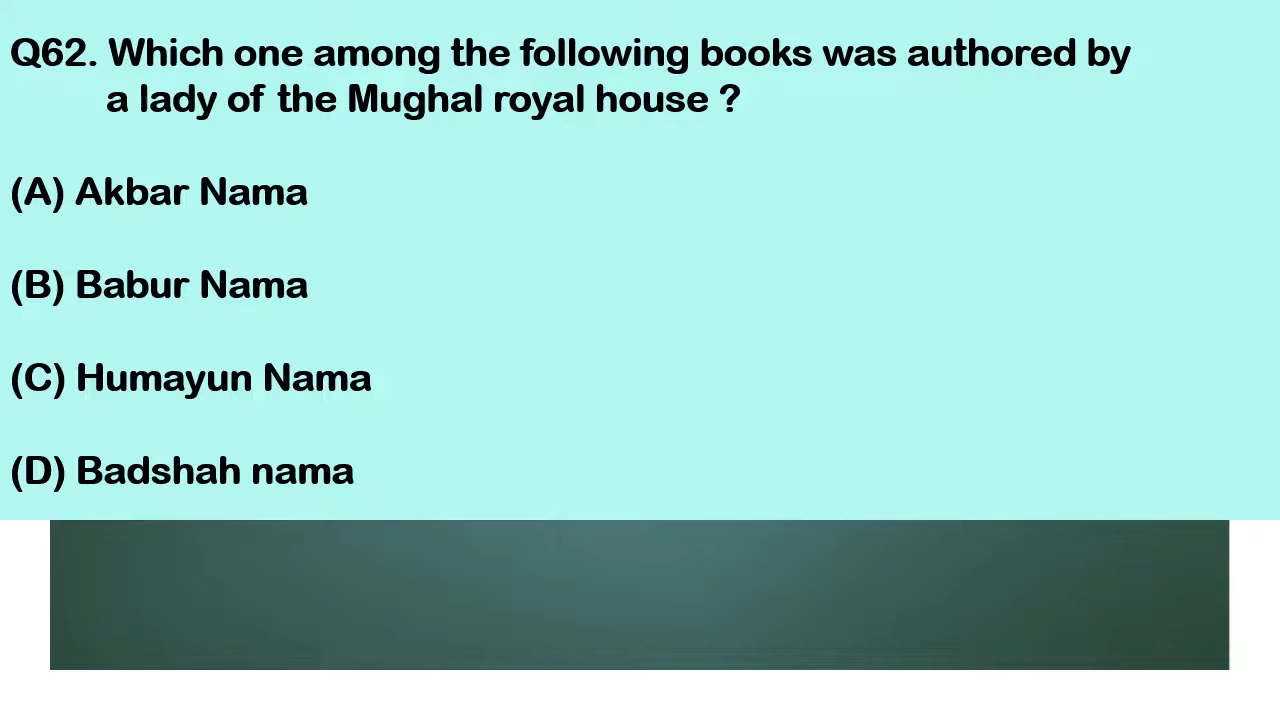 Q62. Which one among the following books was authored by
a lady of the Mughal royal house ?
(A) Akbar Nama
(B) Babur Nama
(C) Humayun Nama
(D) Badshah nama